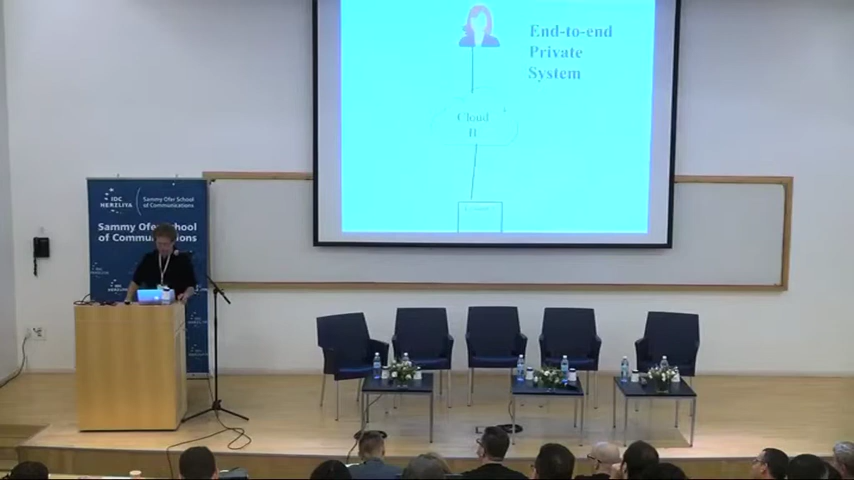 End-to-end
Private
System
Cloud
H
IDC
HERZLIYA
Sammy Ofer School
of Communications
Sammy Ofer School
of Communications